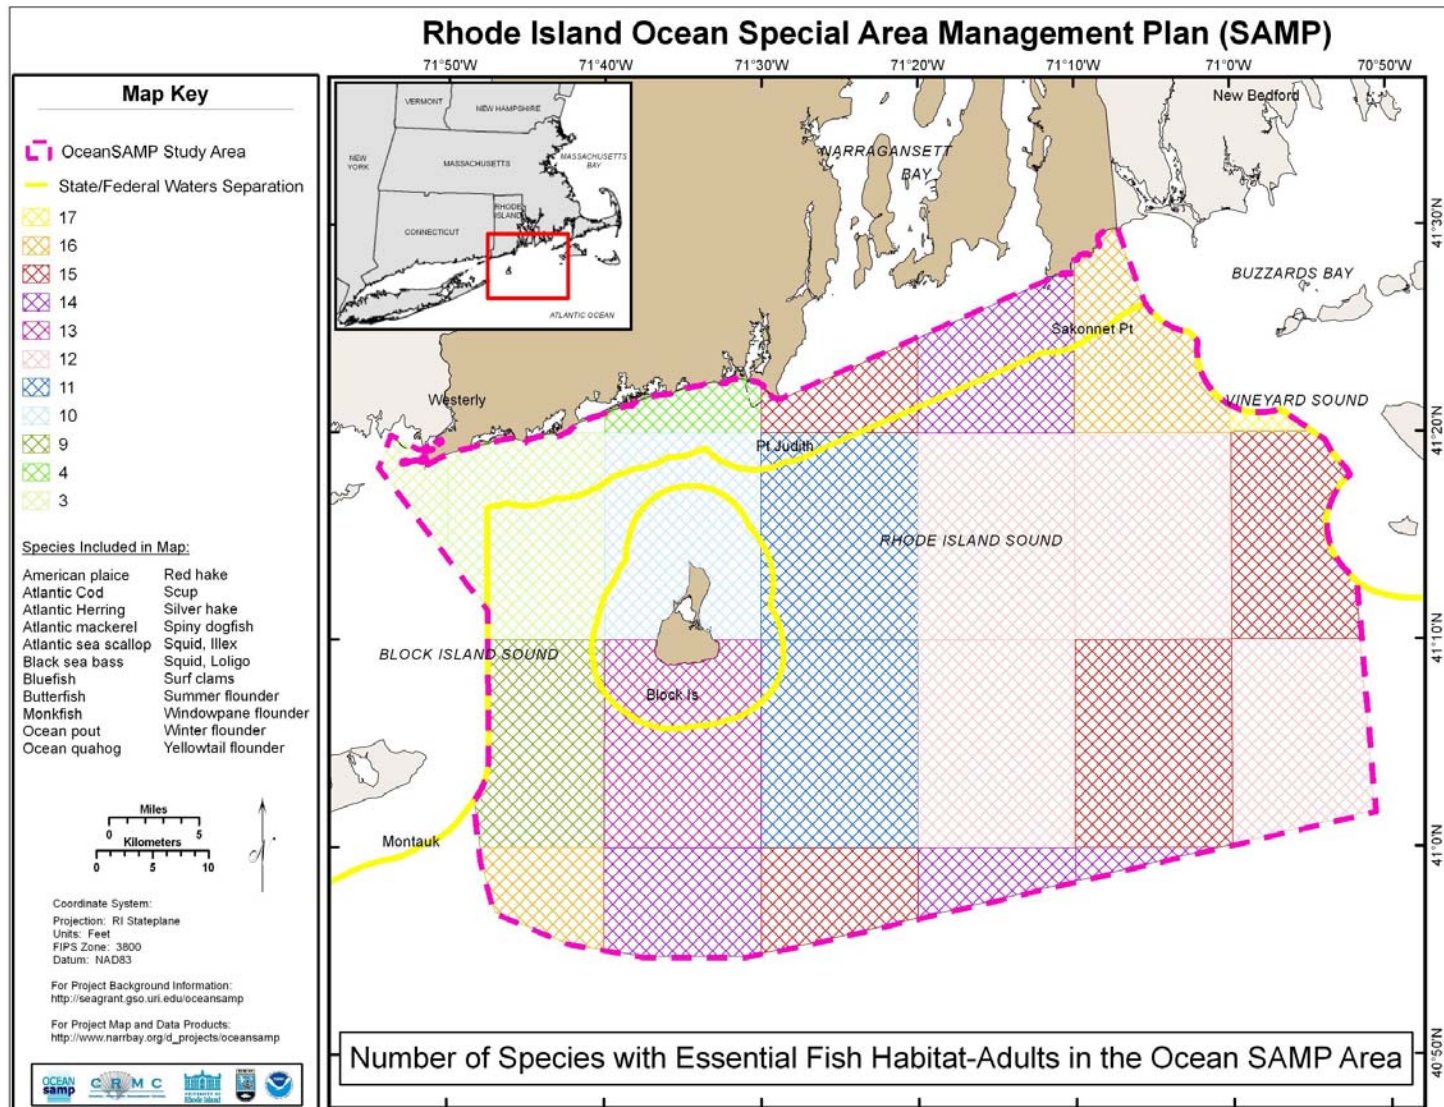 Rhode Island Ocean Special Area Management Plan (SAMP)
71°50'W 71°40'W 71°30'W 71°20'W 71°10'W 71°0'W 70°50'W
Map Key
OceanSAMP Study Area
State/Federal Waters Separation
17
16
15
14
13
12
11
10
9
4
3
Species Included in Map:
American plaice Red hake
Atlantic Cod Scup
Atlantic Herring Silver hake
Atlantic mackerel Spiny dogfish
Atlantic sea scallop Squid, Illex
Black sea bass Squid, Loligo
Bluefish Surf clams
Butterfish Summer flounder
Monkfish Windowpane flounder
Ocean pout Winter flounder
Ocean quahog Yellowtail flounder
Miles
0 5
Kilometers
0 5 10
Coordinate System:
Projection: RI Stateplane
Units: Feet
FIPS Zone: 3800
Datum: NAD83
For Project Background Information:
http://seagrant.gso.uri.edu/oceansamp
For Project Map and Data Products:
http://www.narrbay.org/d_projects/oceansamp
OCEAN
samp
CRMC
UNIVERSITY OF
Rhode Island
VERMONT
NEW HAMPSHIRE
NEW
YORK
MASSACHUSETTS
MASSACHUSETTS
BAY
RHODE
ISLAND
CONNECTICUT
ATLANTIC OCEAN
New Bedford
NARRAGANSETT
BAY
BUZZARDS BAY
Sakonnet Pt
Westerly
VINEYARD SOUND
Pt Judith
RHODE ISLAND SOUND
BLOCK ISLAND SOUND
Block Is
Montauk
41°30'N
41°20'N
41°10'N
41°0'N
40°50'N
Number of Species with Essential Fish Habitat-Adults in the Ocean SAMP Area